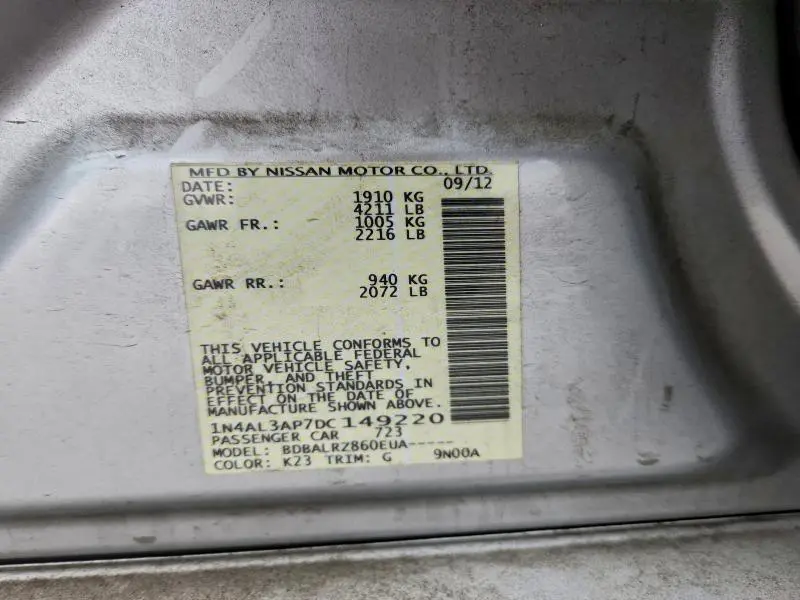 MFD BY NISSAN MOTOR CO., LTD.
DATE: 09/12
GVWR: 1910 KG
4211 LB
GAWR FR.: 1005 KG
2216 LB
GAWR RR.: 940 KG
2072 LB
THIS VEHICLE CONFORMS TO
ALL APPLICABLE FEDERAL
MOTOR VEHICLE SAFETY,
BUMPER, AND THEFT
PREVENTION STANDARDS IN
EFFECT ON THE DATE OF
MANUFACTURE SHOWN ABOVE.
1N4AL3AP7DC149220
PASSENGER CAR 723
MODEL: BDBALRZ860EUA-----
COLOR: K23 TRIM: G 9N00A